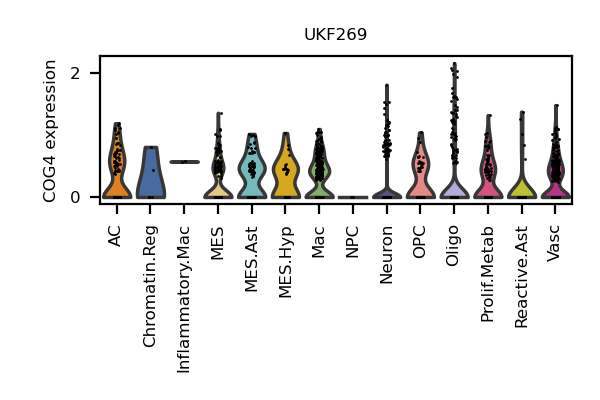 UKF269
COG4 expression
2
0
AC
Chromatin.Reg
Inflammatory.Mac
MES
MES.Ast
MES.Hyp
Mac
NPC
Neuron
OPC
Oligo
Prolif.Metab
Reactive.Ast
Vasc